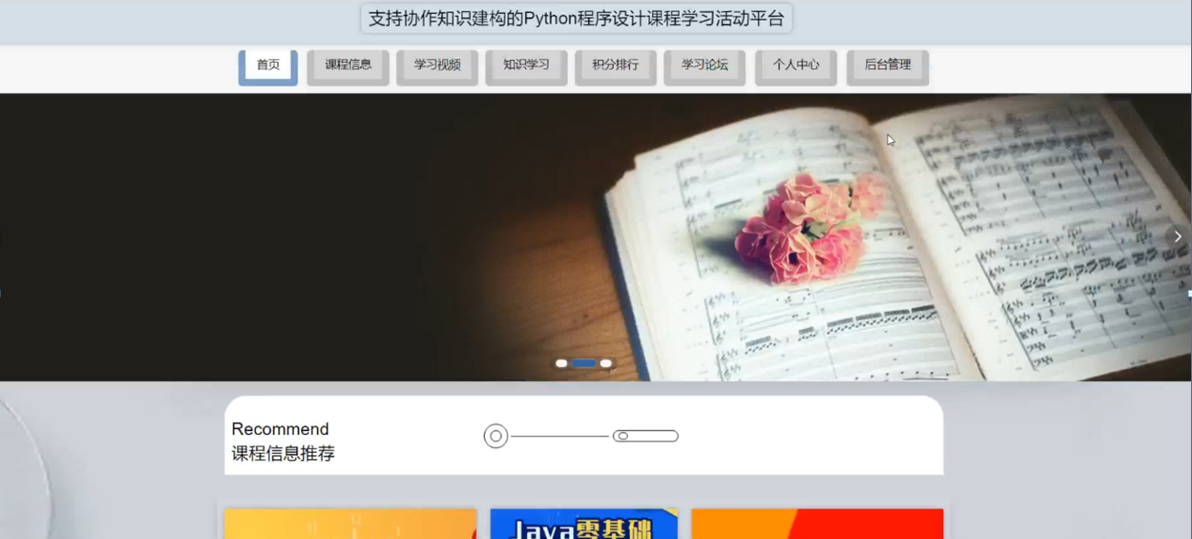 支持协作知识建构的Python程序设计课程学习活动平台
首页 课程信息 学习视频 知识学习 积分排行 学习论坛 个人中心 后台管理
Recommend
课程信息推荐
Java零基础